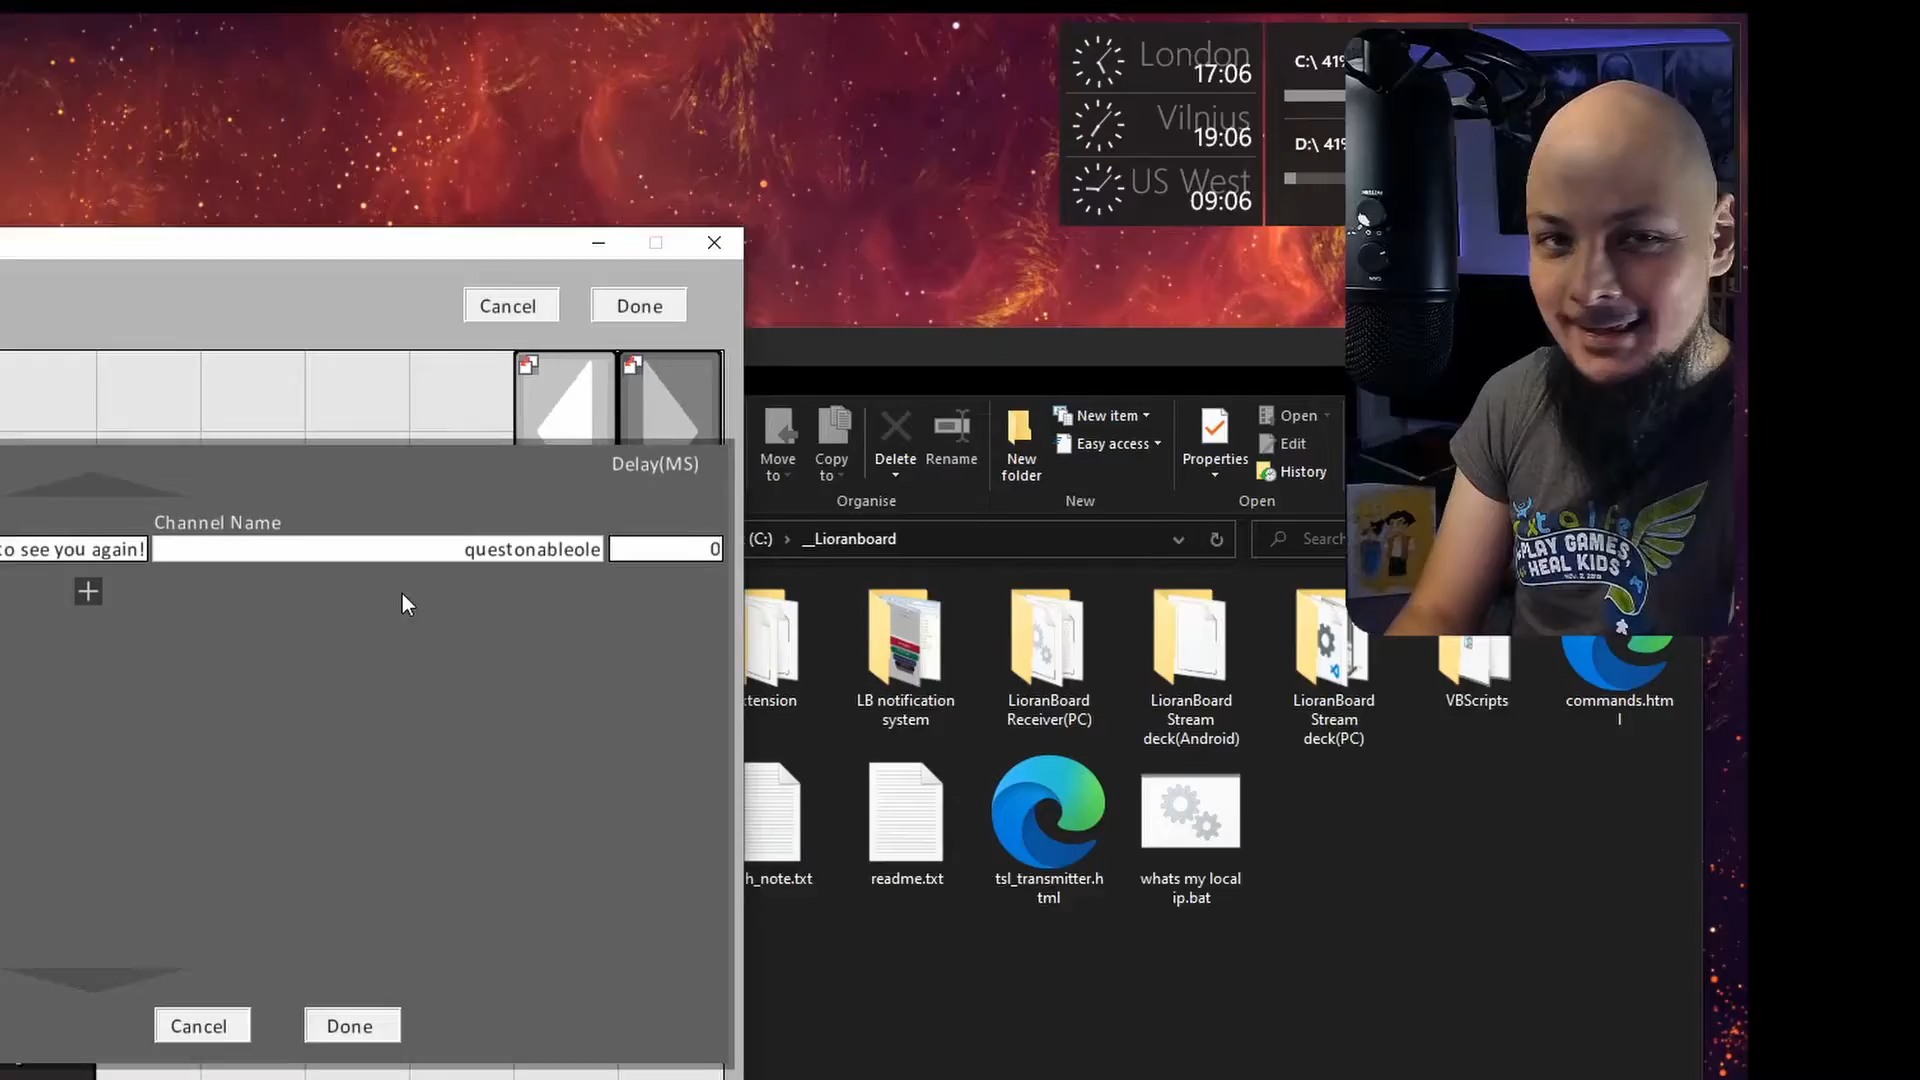 London
17:06
Vilnius
19:06
US West
09:06
C:\ 41%
D:\ 41%
Cancel
Done
Delay(MS)
Channel Name
to see you again!
questonableole
0
Cancel
Done
Move to
Copy to
Delete
Rename
New folder
New item
Easy access
Properties
Open
Edit
History
Organise
New
Open
(C:) › __Lioranboard
Search
tension
LB notification
system
LioranBoard
Receiver(PC)
LioranBoard
Stream
deck(Android)
LioranBoard
Stream
deck(PC)
VBScripts
commands.htm
l
h_note.txt
readme.txt
tsl_transmitter.h
tml
whats my local
ip.bat
PLAY GAMES
HEAL KIDS